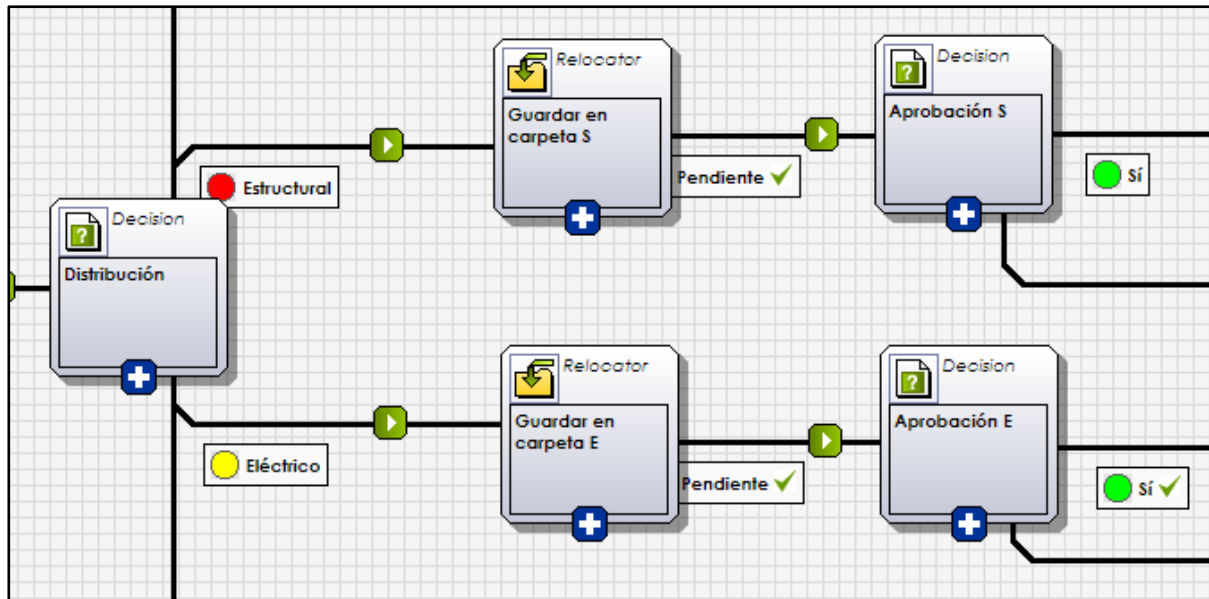 Relocator
Guardar en
carpeta S
Decision
Aprobación S
Estructural
Pendiente
Sí
Decision
Distribución
Relocator
Guardar en
carpeta E
Decision
Aprobación E
Eléctrico
Pendiente
Sí